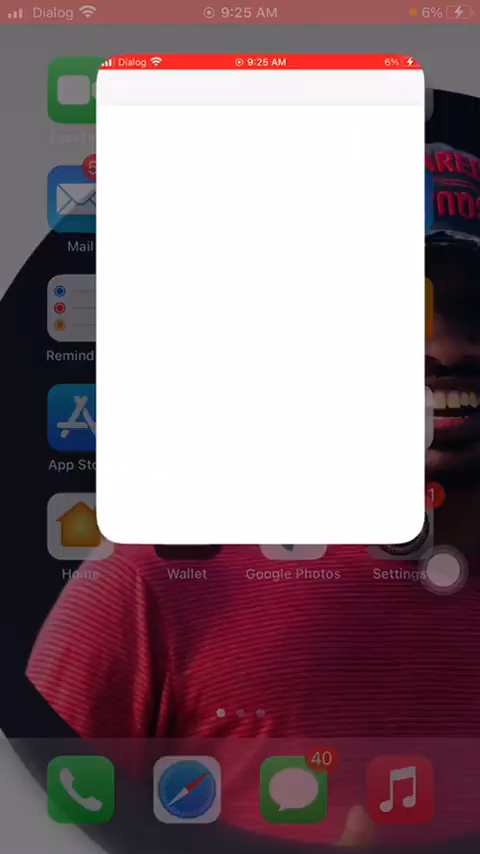 Dialog 9:25 AM 6%
Dialog 9:25 AM 6%
Mail
Remind
App Sto
Home
Wallet
Google Photos
Settings
1
40